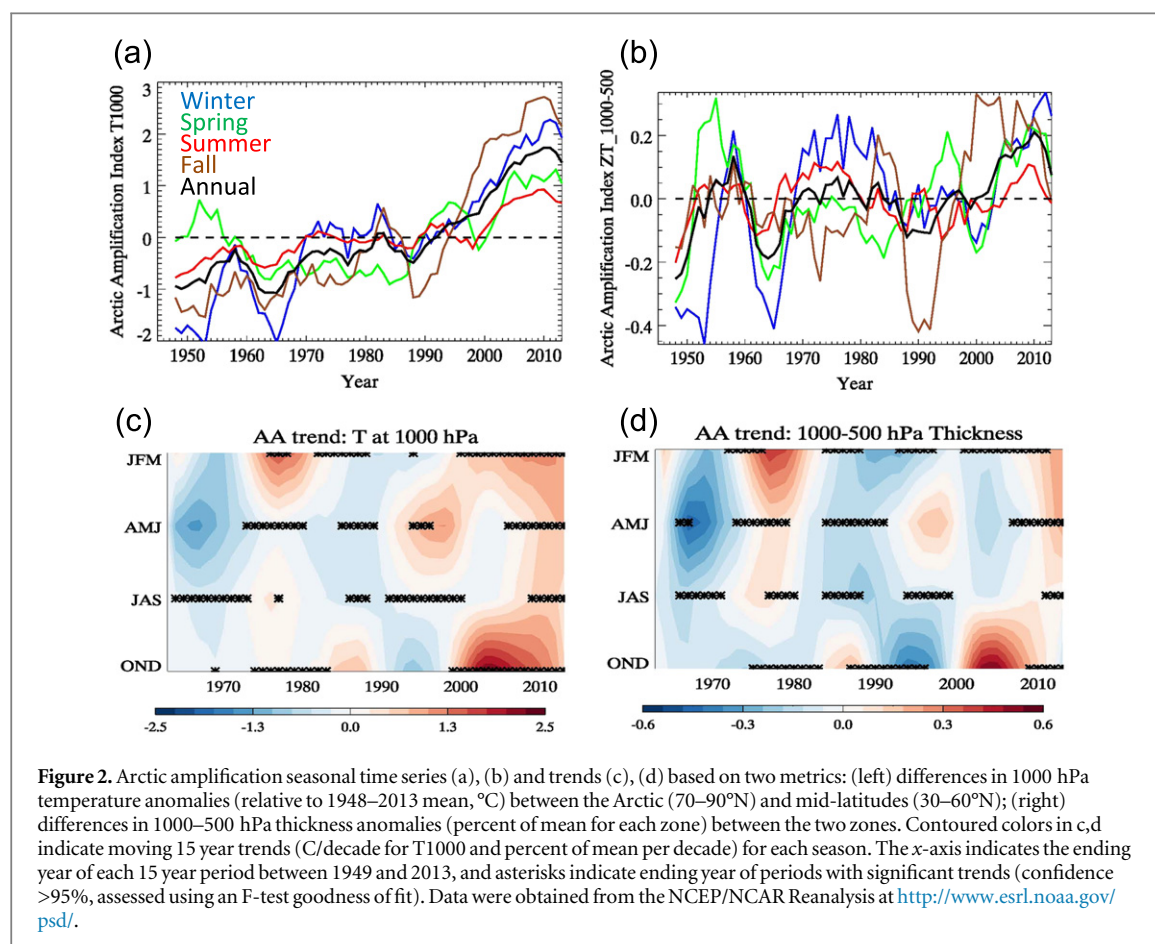 (a)
Arctic Amplification Index T1000
3
2
1
0
-1
-2
Winter
Spring
Summer
Fall
Annual
1950 1960 1970 1980 1990 2000 2010
Year
(b)
Arctic Amplification Index ZT_1000-500
0.2
0.0
-0.2
-0.4
1950 1960 1970 1980 1990 2000 2010
Year
(c)
AA trend: T at 1000 hPa
JFM
AMJ
JAS
OND
1970 1980 1990 2000 2010
-2.5 -1.3 0.0 1.3 2.5
(d)
AA trend: 1000-500 hPa Thickness
JFM
AMJ
JAS
OND
1970 1980 1990 2000 2010
-0.6 -0.3 0.0 0.3 0.6
Figure 2. Arctic amplification seasonal time series (a), (b) and trends (c), (d) based on two metrics: (left) differences in 1000 hPa
temperature anomalies (relative to 1948–2013 mean, °C) between the Arctic (70–90°N) and mid-latitudes (30–60°N); (right)
differences in 1000–500 hPa thickness anomalies (percent of mean for each zone) between the two zones. Contoured colors in c,d
indicate moving 15 year trends (C/decade for T1000 and percent of mean per decade) for each season. The x-axis indicates the ending
year of each 15 year period between 1949 and 2013, and asterisks indicate ending year of periods with significant trends (confidence
>95%, assessed using an F-test goodness of fit). Data were obtained from the NCEP/NCAR Reanalysis at http://www.esrl.noaa.gov/
psd/.